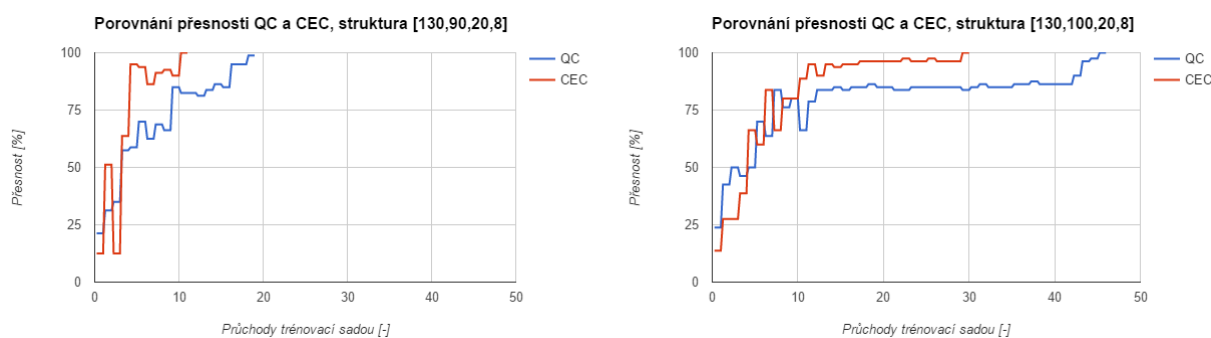 Porovnání přesnosti QC a CEC, struktura [130,90,20,8]
100
75
50
25
0
Přesnost [%]
0 10 20 30 40 50
Průchody trénovací sadou [-]
QC
CEC
Porovnání přesnosti QC a CEC, struktura [130,100,20,8]
100
75
50
25
0
Přesnost [%]
0 10 20 30 40 50
Průchody trénovací sadou [-]
QC
CEC